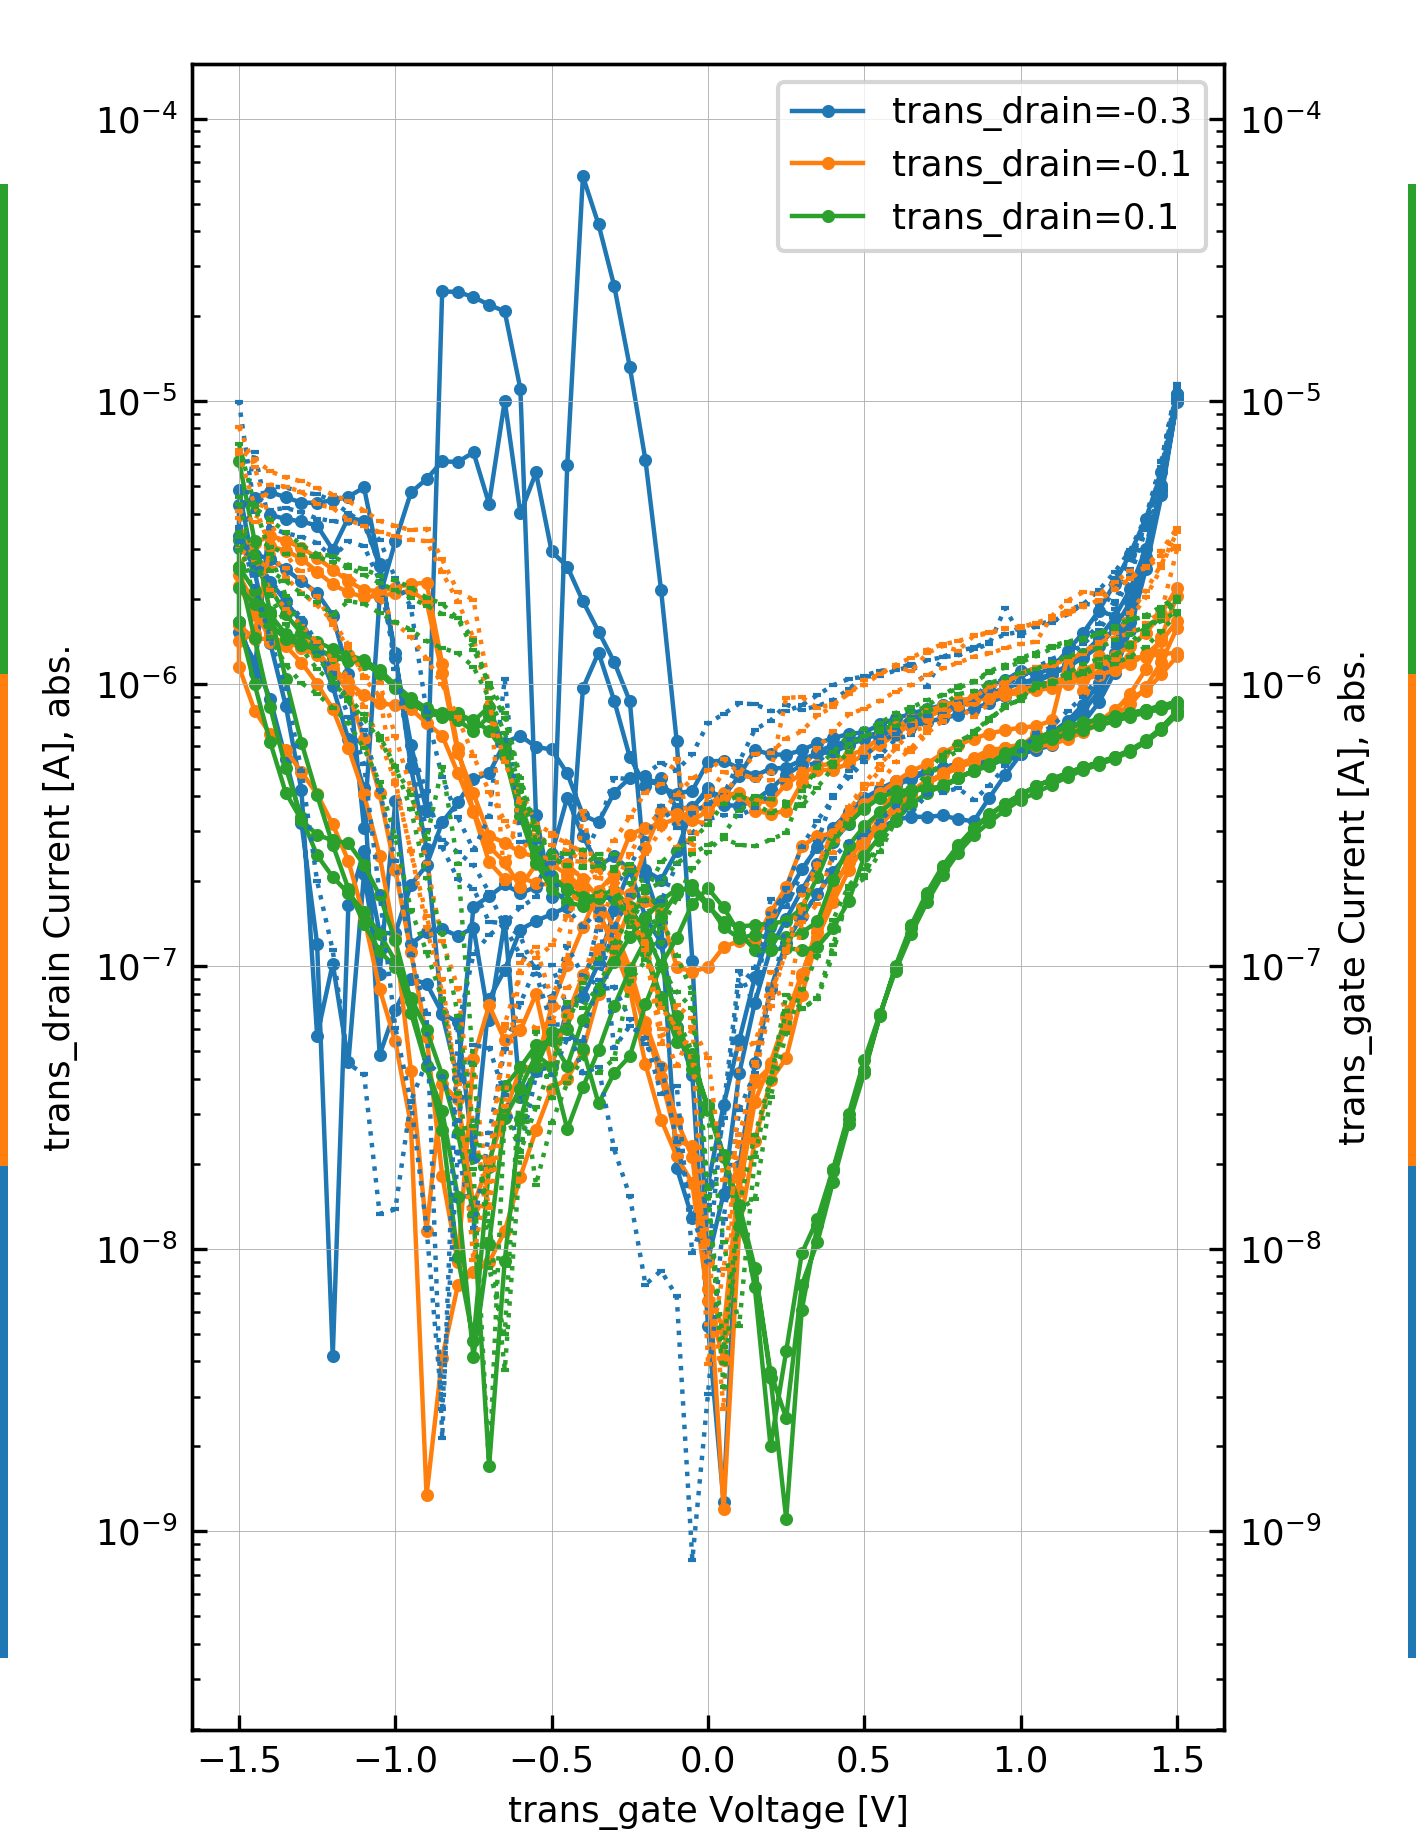 trans_drain=-0.3
trans_drain=-0.1
trans_drain=0.1
10⁻⁴
10⁻⁵
10⁻⁶
10⁻⁷
10⁻⁸
10⁻⁹
trans_drain Current [A], abs.
10⁻⁴
10⁻⁵
10⁻⁶
10⁻⁷
10⁻⁸
10⁻⁹
trans_gate Current [A], abs.
−1.5 −1.0 −0.5 0.0 0.5 1.0 1.5
trans_gate Voltage [V]